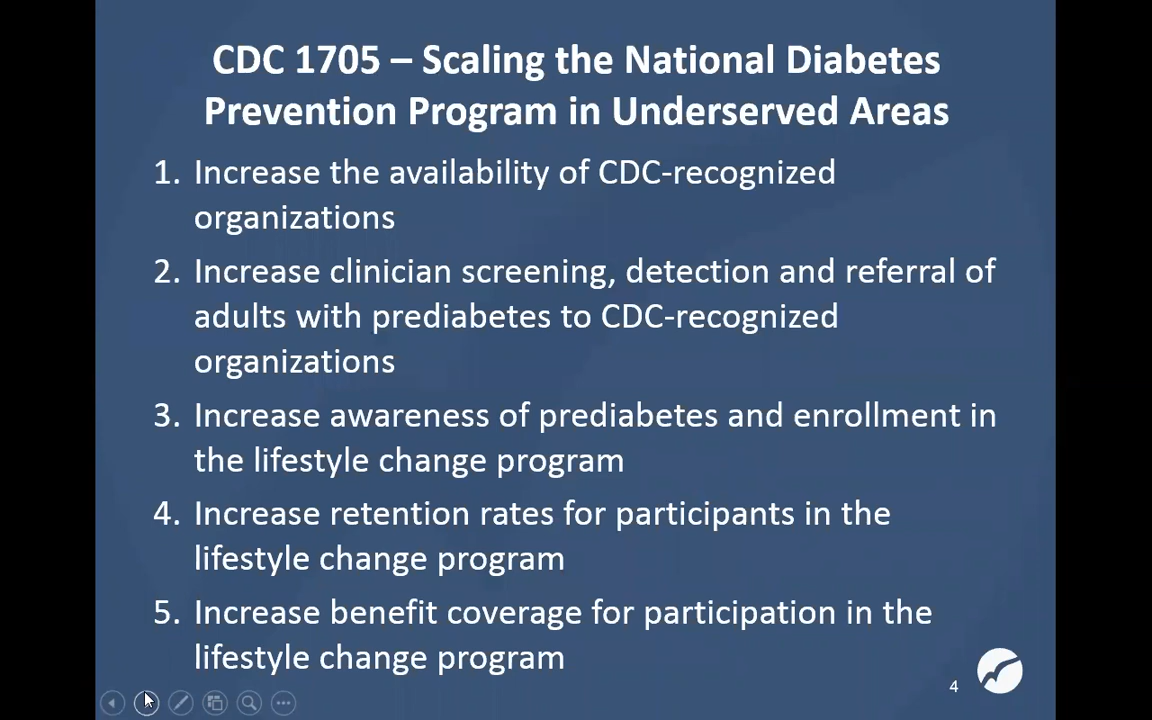 CDC 1705 – Scaling the National Diabetes
Prevention Program in Underserved Areas
1. Increase the availability of CDC-recognized
organizations
2. Increase clinician screening, detection and referral of
adults with prediabetes to CDC-recognized
organizations
3. Increase awareness of prediabetes and enrollment in
the lifestyle change program
4. Increase retention rates for participants in the
lifestyle change program
5. Increase benefit coverage for participation in the
lifestyle change program
4